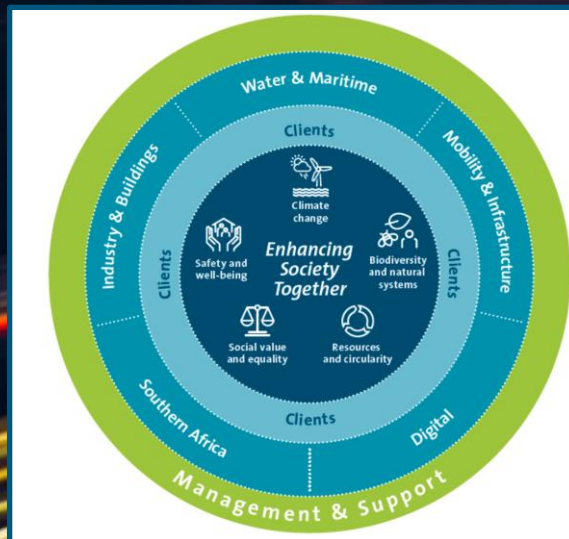 Water & Maritime
Industry & Buildings
Mobility & Infrastructure
Clients
Clients
Clients
Climate
change
Safety and
well-being
Enhancing
Society
Together
Biodiversity
and natural
systems
Social value
and equality
Resources
and circularity
Clients
Southern Africa
Digital
Management & Support